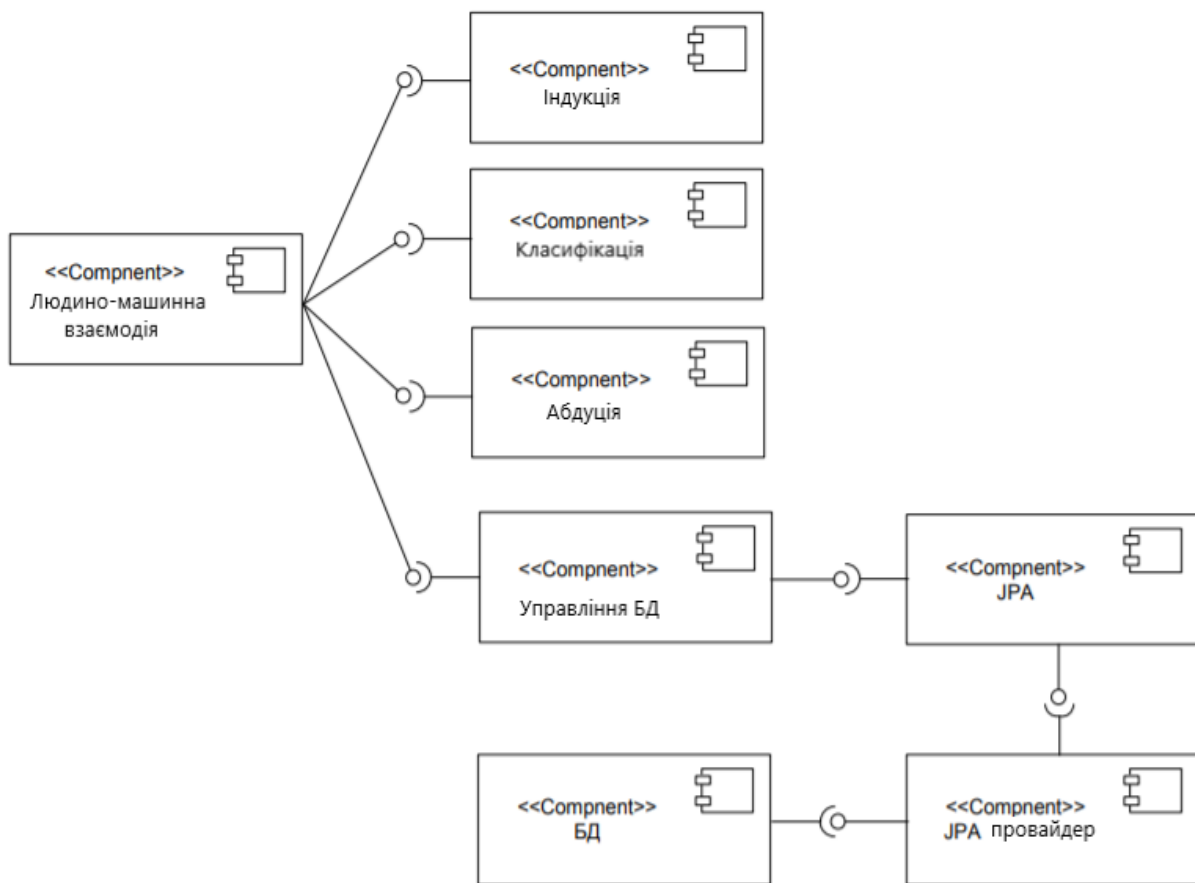 <<Compnent>>
Індукція
<<Compnent>>
Класифікація
<<Compnent>>
Людино-машинна
взаємодія
<<Compnent>>
Абдуція
<<Compnent>>
Управління БД
<<Compnent>>
JPA
<<Compnent>>
БД
<<Compnent>>
JPA провайдер